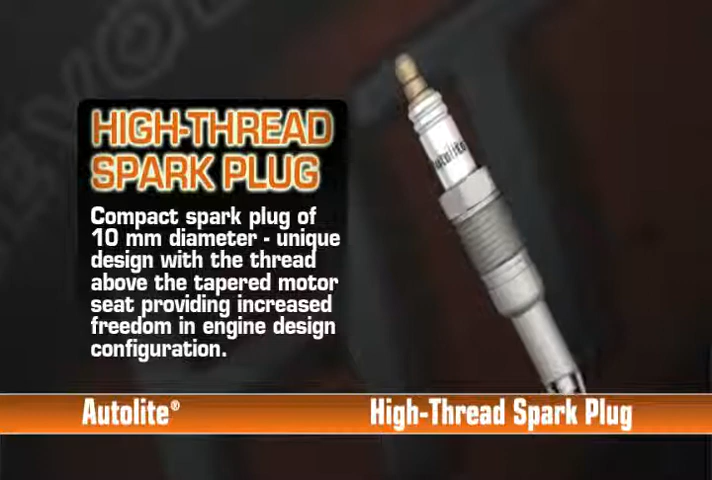 HIGH-THREAD
SPARK PLUG
Compact spark plug of
10 mm diameter - unique
design with the thread
above the tapered motor
seat providing increased
freedom in engine design
configuration.
Autolite
Autolite®
High-Thread Spark Plug